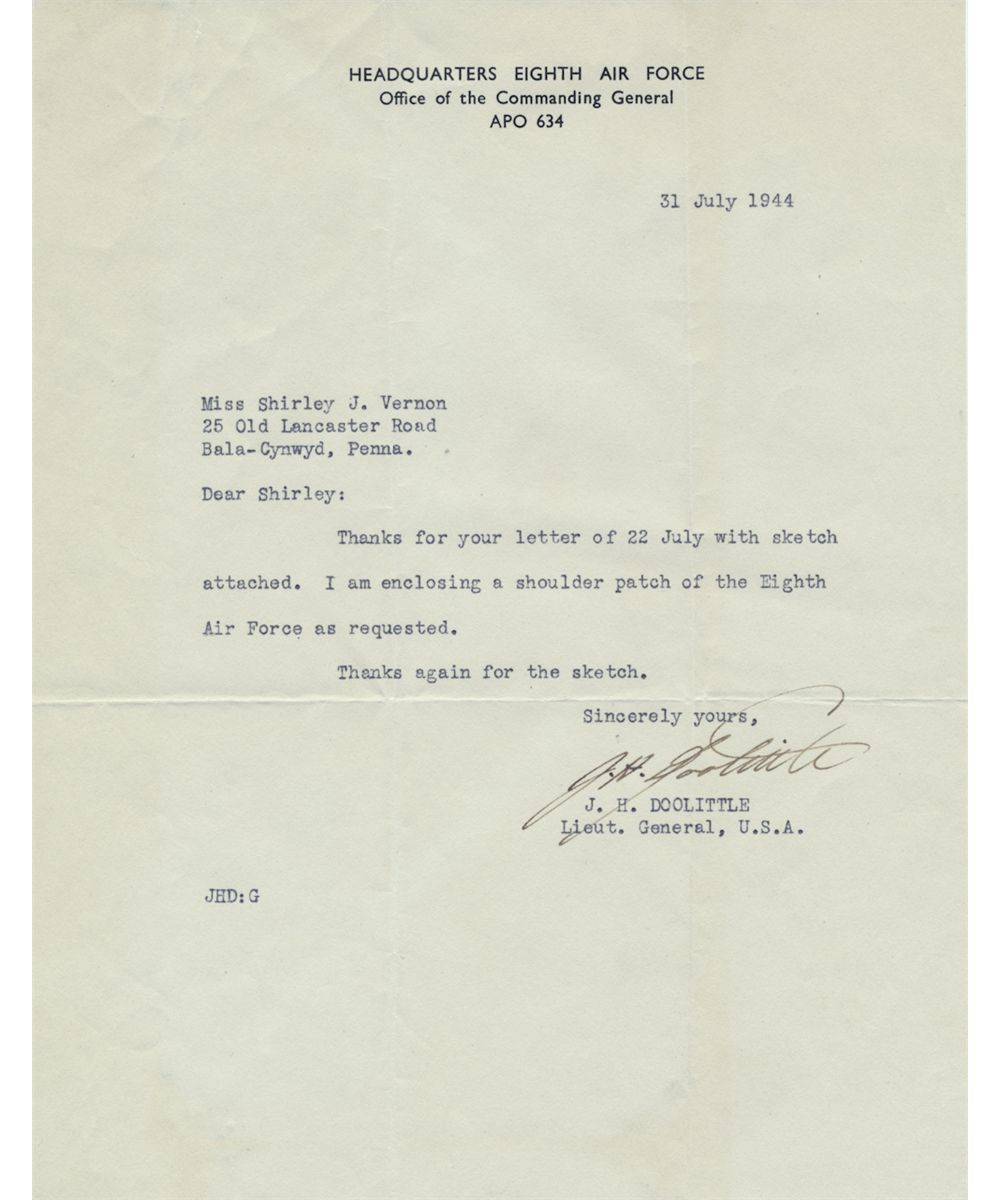 HEADQUARTERS EIGHTH AIR FORCE
Office of the Commanding General
APO 634
31 July 1944
Miss Shirley J. Vernon
25 Old Lancaster Road
Bala-Cynwyd, Penna.
Dear Shirley:
Thanks for your letter of 22 July with sketch
attached. I am enclosing a shoulder patch of the Eighth
Air Force as requested.
Thanks again for the sketch.
Sincerely yours,
J. H. Doolittle
J. H. DOOLITTLE
Lieut. General, U.S.A.
JHD:G